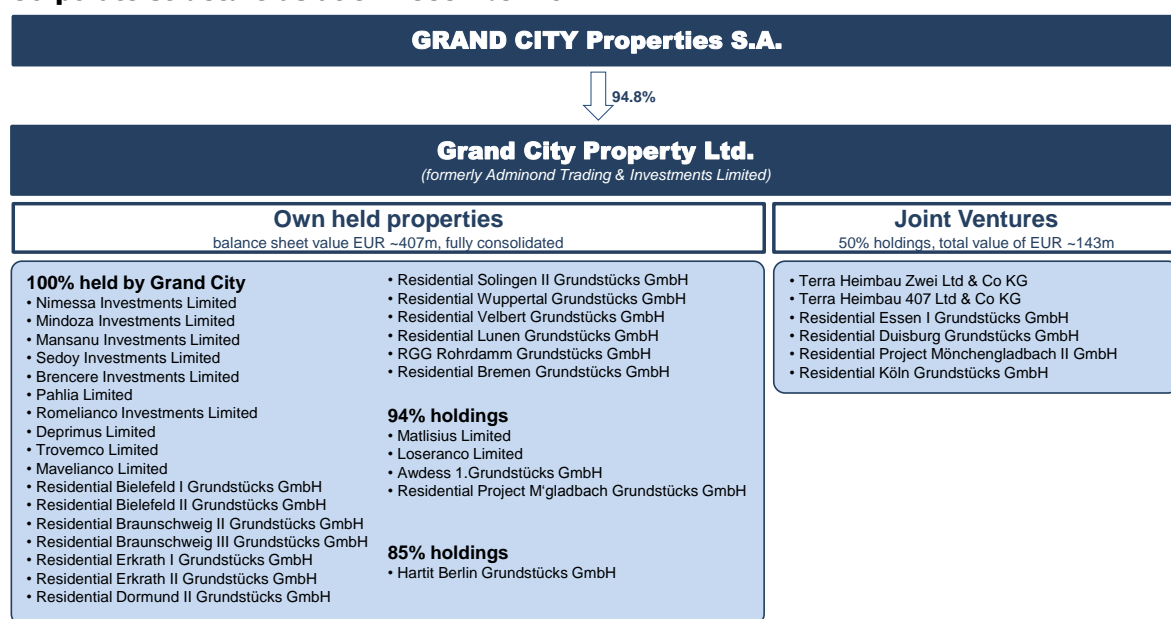 GRAND CITY Properties S.A.
94.8%
Grand City Property Ltd.
(formerly Adminond Trading & Investments Limited)
Own held properties
balance sheet value EUR ~407m, fully consolidated
100% held by Grand City
• Nimessa Investments Limited
• Mindoza Investments Limited
• Mansanu Investments Limited
• Sedoy Investments Limited
• Brencere Investments Limited
• Pahlia Limited
• Romelianco Investments Limited
• Deprimus Limited
• Trovemco Limited
• Mavelianco Limited
• Residential Bielefeld I Grundstücks GmbH
• Residential Bielefeld II Grundstücks GmbH
• Residential Braunschweig II Grundstücks GmbH
• Residential Braunschweig III Grundstücks GmbH
• Residential Erkrath I Grundstücks GmbH
• Residential Erkrath II Grundstücks GmbH
• Residential Dormund II Grundstücks GmbH
• Residential Solingen II Grundstücks GmbH
• Residential Wuppertal Grundstücks GmbH
• Residential Velbert Grundstücks GmbH
• Residential Lunen Grundstücks GmbH
• RGG Rohrdamm Grundstücks GmbH
• Residential Bremen Grundstücks GmbH
94% holdings
• Matlisius Limited
• Loseranco Limited
• Awdess 1.Grundstücks GmbH
• Residential Project M‘gladbach Grundstücks GmbH
85% holdings
• Hartit Berlin Grundstücks GmbH
Joint Ventures
50% holdings, total value of EUR ~143m
• Terra Heimbau Zwei Ltd & Co KG
• Terra Heimbau 407 Ltd & Co KG
• Residential Essen I Grundstücks GmbH
• Residential Duisburg Grundstücks GmbH
• Residential Project Mönchengladbach II GmbH
• Residential Köln Grundstücks GmbH